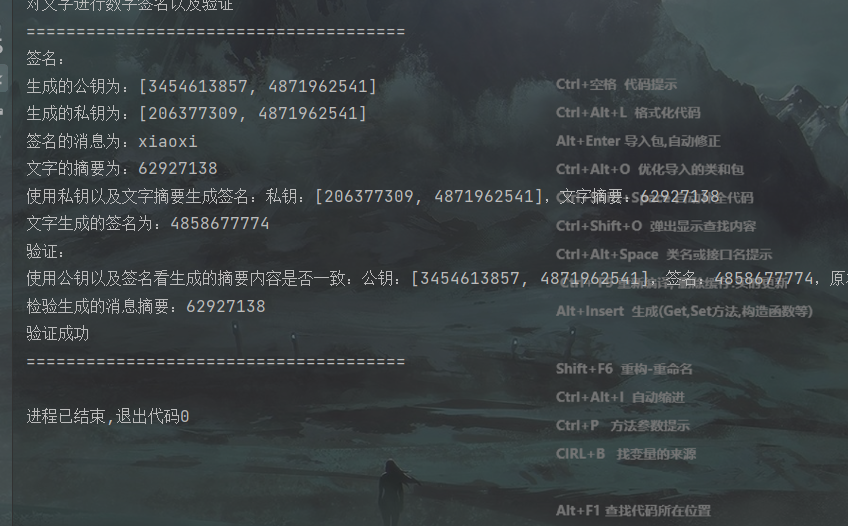 对文字进行数字签名以及验证
======================================
签名：
生成的公钥为：[3454613857, 4871962541]
生成的私钥为：[206377309, 4871962541]
签名的消息为：xiaoxi
文字的摘要为：62927138
使用私钥以及文字摘要生成签名：私钥：[206377309, 4871962541]，文字摘要：62927138
文字生成的签名为：4858677774
验证：
使用公钥以及签名看生成的摘要内容是否一致：公钥：[3454613857, 4871962541]，签名：4858677774，原
检验生成的消息摘要：62927138
验证成功
======================================
进程已结束,退出代码0
Ctrl+空格 代码提示
Ctrl+Alt+L 格式化代码
Alt+Enter 导入包,自动修正
Ctrl+Alt+O 优化导入的类和包
代码
Ctrl+Shift+O 弹出显示查找内容
Ctrl+Alt+Space 类名或接口名提示
的更新
Alt+Insert 生成(Get,Set方法,构造函数等)
Shift+F6 重构-重命名
Ctrl+Alt+I 自动缩进
Ctrl+P 方法参数提示
CIRL+B 找变量的来源
Alt+F1 查找代码所在位置